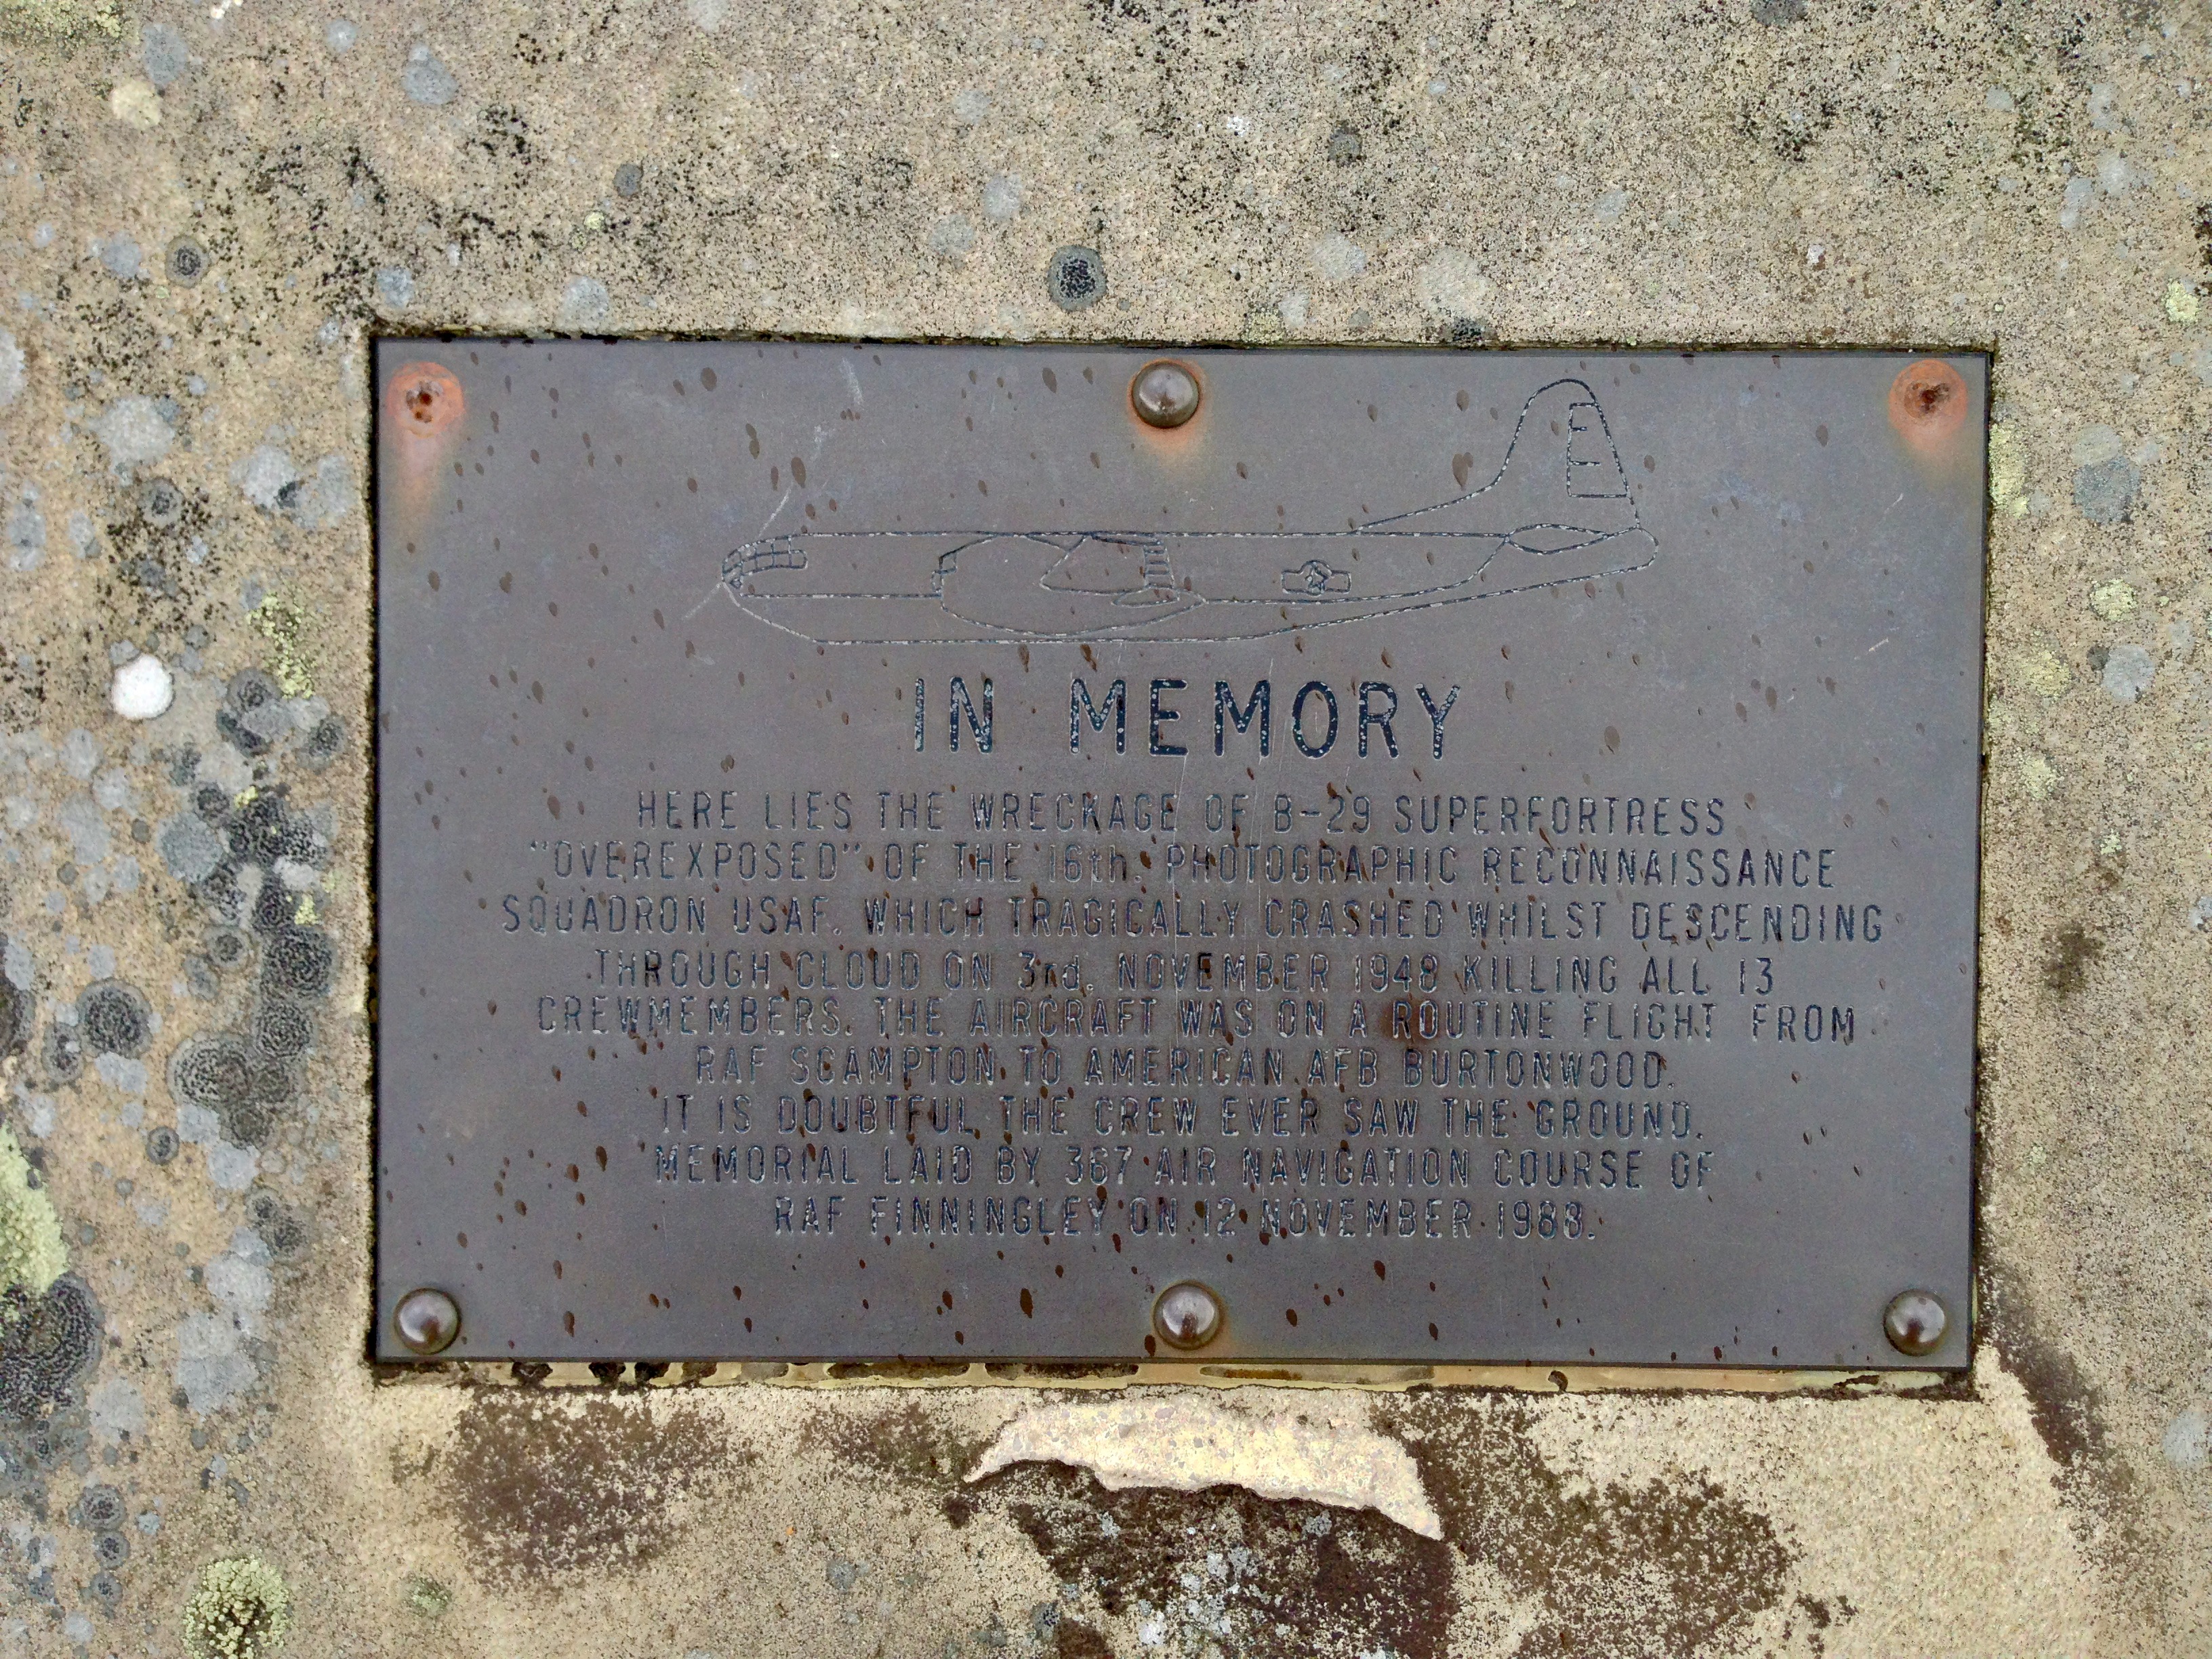 IN MEMORY
HERE LIES THE WRECKAGE OF B-29 SUPERFORTRESS
"OVEREXPOSED" OF THE 16th. PHOTOGRAPHIC RECONNAISSANCE
SQUADRON USAF. WHICH TRAGICALLY CRASHED WHILST DESCENDING
THROUGH CLOUD ON 3rd. NOVEMBER 1948 KILLING ALL 13
CREWMEMBERS. THE AIRCRAFT WAS ON A ROUTINE FLIGHT FROM
RAF SCAMPTON TO AMERICAN AFB BURTONWOOD.
IT IS DOUBTFUL THE CREW EVER SAW THE GROUND.
MEMORIAL LAID BY 367 AIR NAVIGATION COURSE OF
RAF FINNINGLEY ON 12 NOVEMBER 1988.